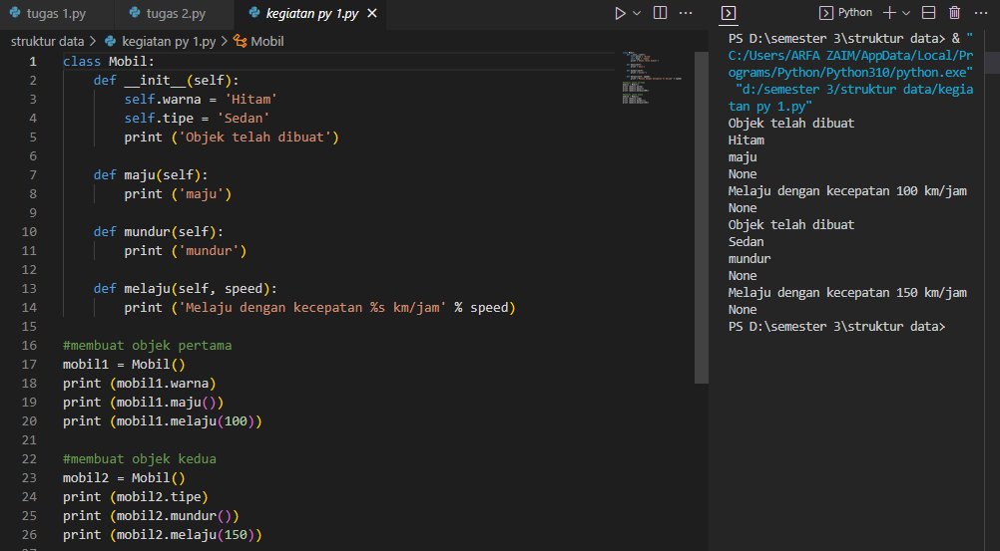 tugas 1.py
tugas 2.py
kegiatan py 1.py
Python
struktur data > kegiatan py 1.py > Mobil
1 class Mobil:
2     def __init__(self):
3         self.warna = 'Hitam'
4         self.tipe = 'Sedan'
5         print ('Objek telah dibuat')
6
7     def maju(self):
8         print ('maju')
9
10     def mundur(self):
11         print ('mundur')
12
13     def melaju(self, speed):
14         print ('Melaju dengan kecepatan %s km/jam' % speed)
15
16 #membuat objek pertama
17 mobil1 = Mobil()
18 print (mobil1.warna)
19 print (mobil1.maju())
20 print (mobil1.melaju(100))
21
22 #membuat objek kedua
23 mobil2 = Mobil()
24 print (mobil2.tipe)
25 print (mobil2.mundur())
26 print (mobil2.melaju(150))
PS D:\semester 3\struktur data> & "
C:/Users/ARFA ZAIM/AppData/Local/Pr
ograms/Python/Python310/python.exe"
"d:/semester 3/struktur data/kegia
tan py 1.py"
Objek telah dibuat
Hitam
maju
None
Melaju dengan kecepatan 100 km/jam
None
Objek telah dibuat
Sedan
mundur
None
Melaju dengan kecepatan 150 km/jam
None
PS D:\semester 3\struktur data>